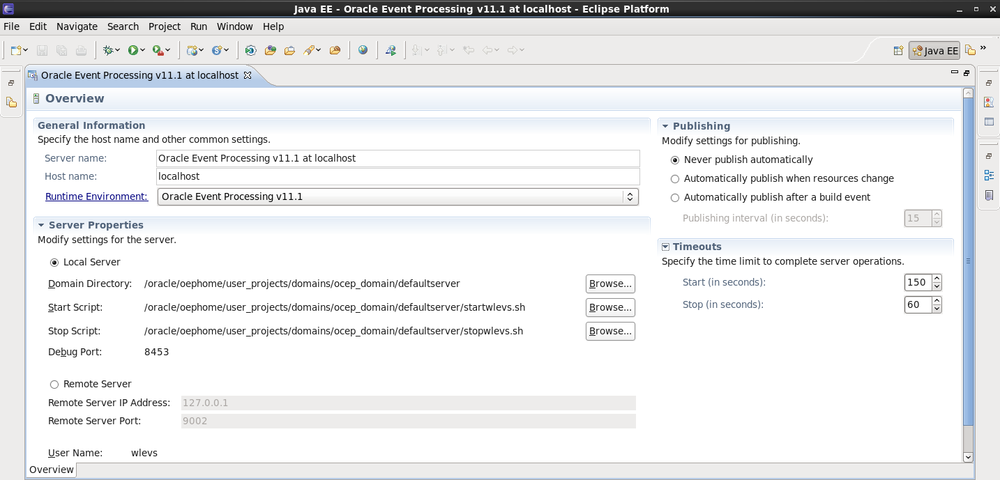 Java EE - Oracle Event Processing v11.1 at localhost - Eclipse Platform
File Edit Navigate Search Project Run Window Help
Java EE
Oracle Event Processing v11.1 at localhost
Overview
General Information
Specify the host name and other common settings.
Server name: Oracle Event Processing v11.1 at localhost
Host name: localhost
Runtime Environment: Oracle Event Processing v11.1
Server Properties
Modify settings for the server.
Local Server
Domain Directory: /oracle/oephome/user_projects/domains/ocep_domain/defaultserver Browse...
Start Script: /oracle/oephome/user_projects/domains/ocep_domain/defaultserver/startwlevs.sh Browse...
Stop Script: /oracle/oephome/user_projects/domains/ocep_domain/defaultserver/stopwlevs.sh Browse...
Debug Port: 8453
Remote Server
Remote Server IP Address: 127.0.0.1
Remote Server Port: 9002
User Name: wlevs
Publishing
Modify settings for publishing.
Never publish automatically
Automatically publish when resources change
Automatically publish after a build event
Publishing interval (in seconds): 15
Timeouts
Specify the time limit to complete server operations.
Start (in seconds): 150
Stop (in seconds): 60
Overview